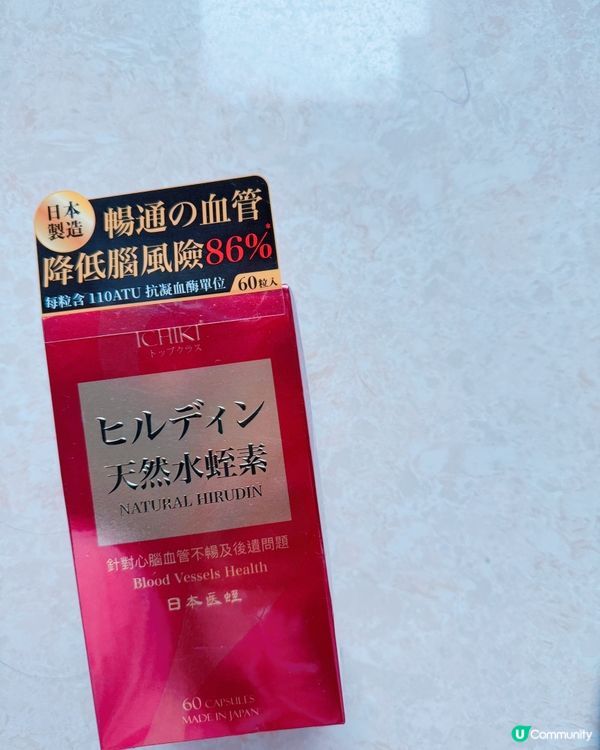 日本
製造
暢通の血管
降低腦風險86%*
每粒含 110ATU 抗凝血酶單位
60粒入
ICHIKI
トップクラス
ヒルディン
天然水蛭素
NATURAL HIRUDIN
針對心腦血管不暢及後遺問題
Blood Vessels Health
日本医蛭
60 CAPSULES
MADE IN JAPAN
U Community